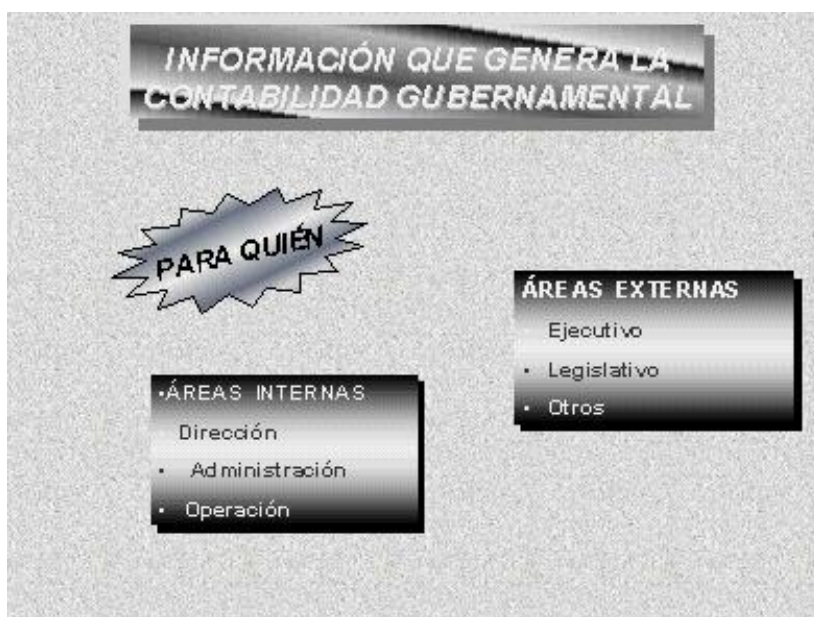 INFORMACIÓN QUE GENERA LA
CONTABILIDAD GUBERNAMENTAL
PARA QUIÉN
ÁREAS EXTERNAS
Ejecutivo
• Legislativo
• Otros
•ÁREAS INTERNAS
Dirección
• Administración
• Operación